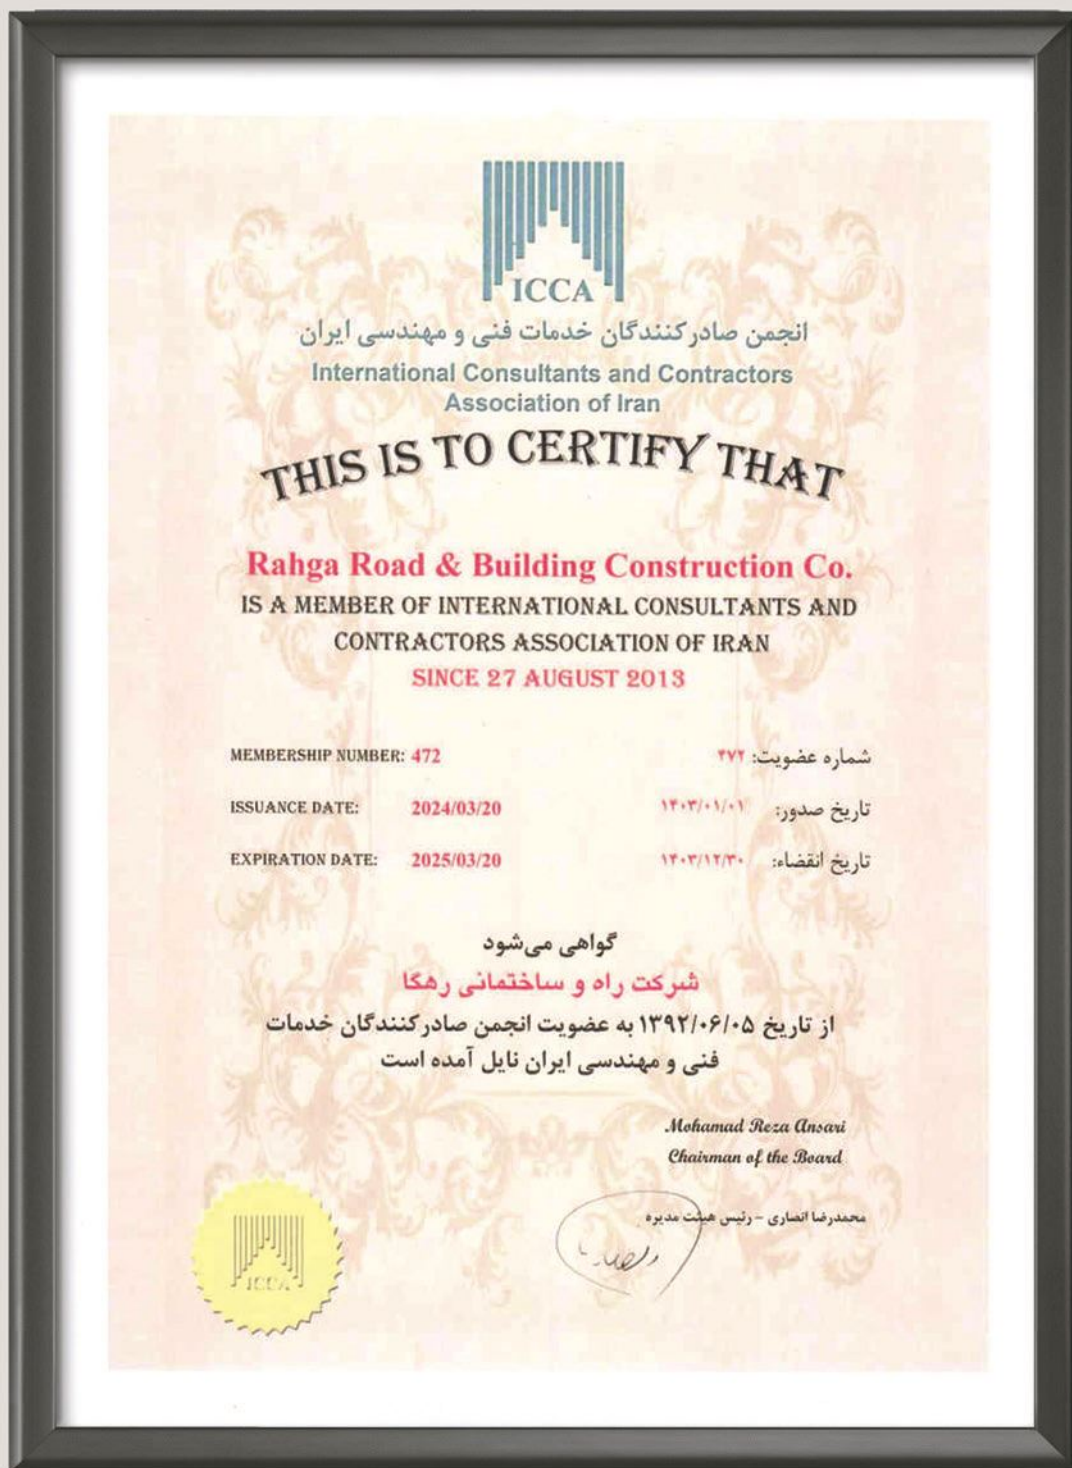 ICCA
انجمن صادرکنندگان خدمات فنی و مهندسی ایران
International Consultants and Contractors
Association of Iran
THIS IS TO CERTIFY THAT
Rahga Road & Building Construction Co.
IS A MEMBER OF INTERNATIONAL CONSULTANTS AND
CONTRACTORS ASSOCIATION OF IRAN
SINCE 27 AUGUST 2013
MEMBERSHIP NUMBER: 472
شماره عضویت: ۴۷۲
ISSUANCE DATE: 2024/03/20
تاریخ صدور: ۱۴۰۳/۰۱/۰۱
EXPIRATION DATE: 2025/03/20
تاریخ انقضاء: ۱۴۰۳/۱۲/۳۰
گواهی می‌شود
شرکت راه و ساختمانی رهگا
از تاریخ ۱۳۹۲/۰۶/۰۵ به عضویت انجمن صادرکنندگان خدمات
فنی و مهندسی ایران نایل آمده است
Mohamad Reza Ansari
Chairman of the Board
محمدرضا انصاری - رئیس هیئت مدیره
ICCA